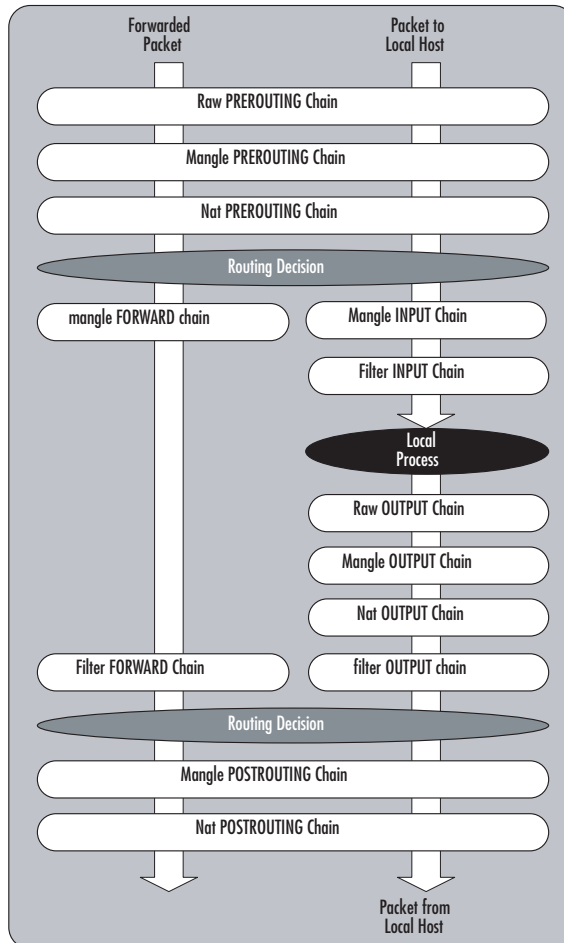 Forwarded
Packet
Packet to
Local Host
Raw PREROUTING Chain
Mangle PREROUTING Chain
Nat PREROUTING Chain
Routing Decision
mangle FORWARD chain
Mangle INPUT Chain
Filter INPUT Chain
Local
Process
Raw OUTPUT Chain
Mangle OUTPUT Chain
Nat OUTPUT Chain
Filter FORWARD Chain
filter OUTPUT chain
Routing Decision
Mangle POSTROUTING Chain
Nat POSTROUTING Chain
Packet from
Local Host